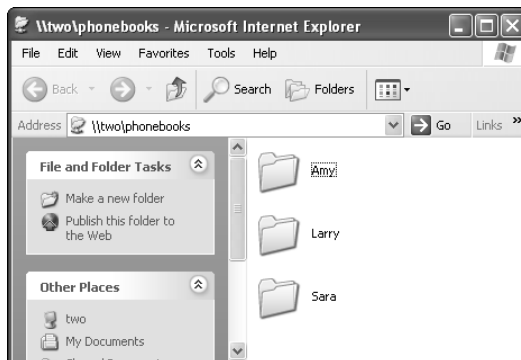 \\two\phonebooks - Microsoft Internet Explorer
File Edit View Favorites Tools Help
Back Search Folders
Address \\two\phonebooks Go Links »
File and Folder Tasks
Make a new folder
Publish this folder to
the Web
Other Places
two
My Documents
Amy
Larry
Sara